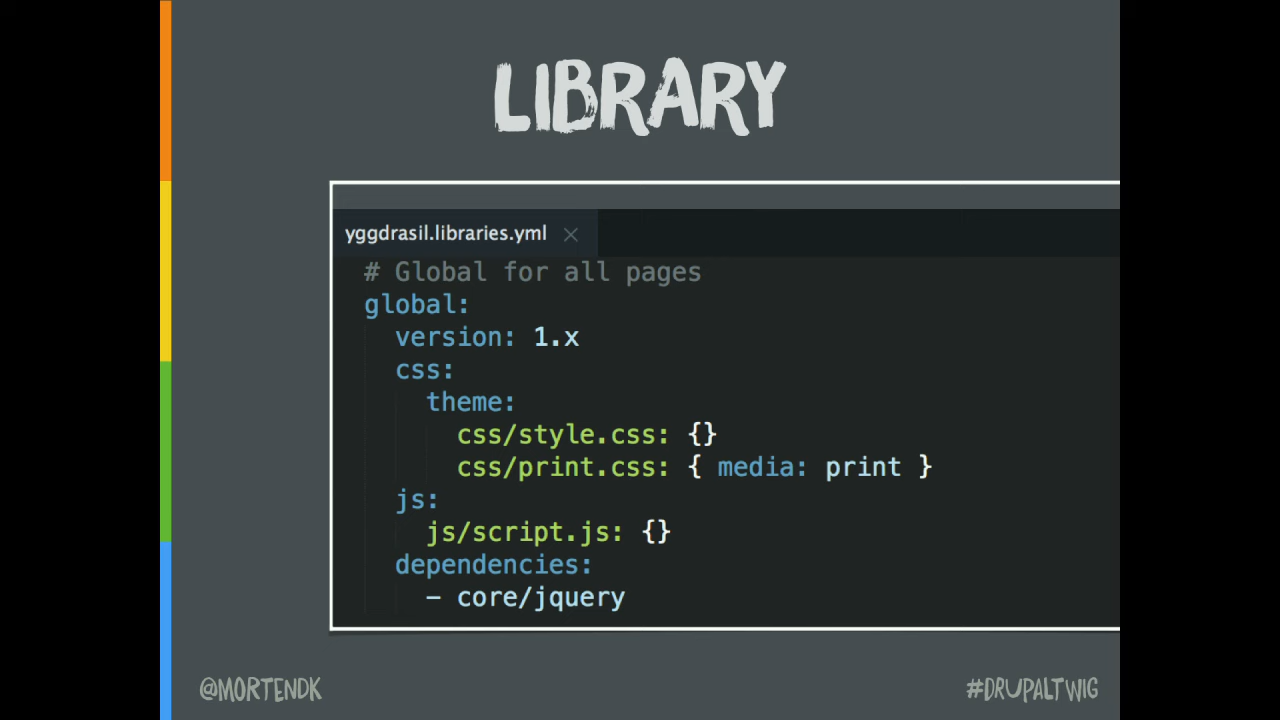 LIBRARY
yggdrasil.libraries.yml ×
# Global for all pages
global:
version: 1.x
css:
theme:
css/style.css: {}
css/print.css: { media: print }
js:
js/script.js: {}
dependencies:
- core/jquery
@MORTENDK
#DRUPALTWIG